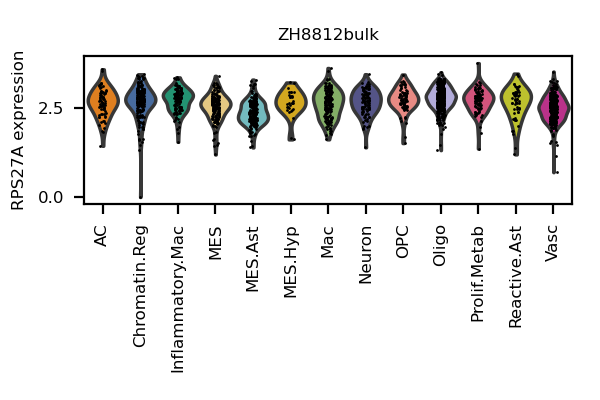 ZH8812bulk
RPS27A expression
2.5
0.0
AC
Chromatin.Reg
Inflammatory.Mac
MES
MES.Ast
MES.Hyp
Mac
Neuron
OPC
Oligo
Prolif.Metab
Reactive.Ast
Vasc